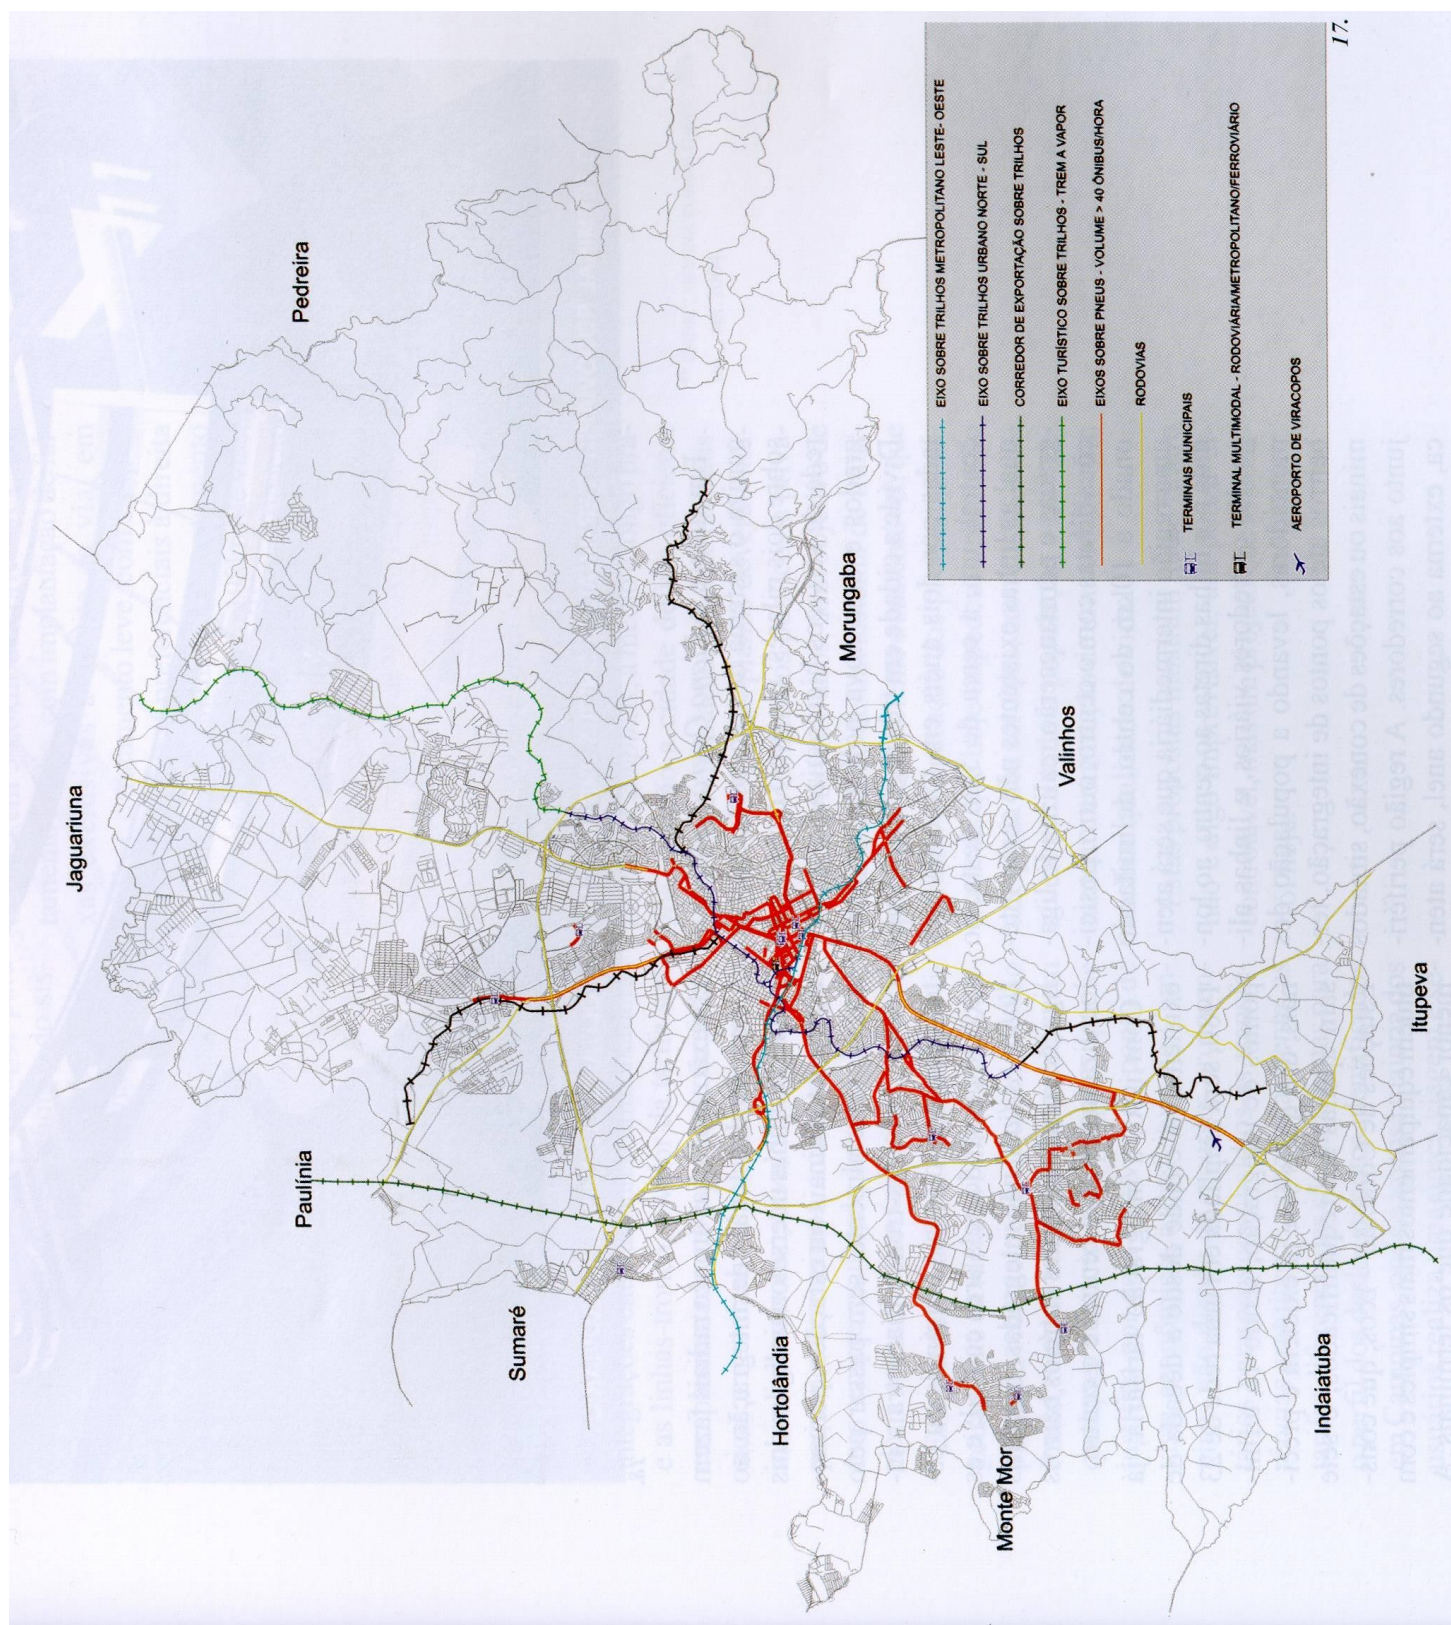 Jaguariuna
Pedreira
Paulínia
Sumaré
Hortolândia
Monte Mor
Indaiatuba
Itupeva
Valinhos
Morungaba
EIXO SOBRE TRILHOS METROPOLITANO LESTE- OESTE
EIXO SOBRE TRILHOS URBANO NORTE - SUL
CORREDOR DE EXPORTAÇÃO SOBRE TRILHOS
EIXO TURÍSTICO SOBRE TRILHOS - TREM A VAPOR
EIXOS SOBRE PNEUS - VOLUME > 40 ÔNIBUS/HORA
RODOVIAS
TERMINAIS MUNICIPAIS
TERMINAL MULTIMODAL - RODOVIÁRIA/METROPOLITANO/FERROVIÁRIO
AEROPORTO DE VIRACOPOS
17.